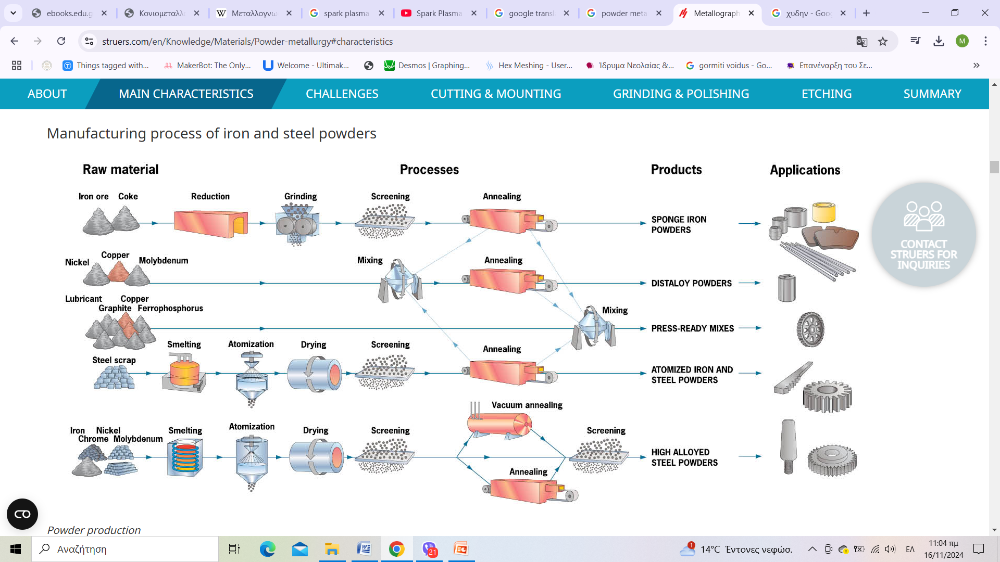 ebooks.edu.g
Κονιομεταλλ
Μεταλλογνω
spark plasma
Spark Plasma
google transl
powder meta
Metallograph
χυδην - Goo
struers.com/en/Knowledge/Materials/Powder-metallurgy#characteristics
M
Things tagged with...
MakerBot: The Only...
Welcome - Ultimak...
Desmos | Graphing...
Hex Meshing - User...
Ίδρυμα Νεολαίας &...
gormiti voidus - Go...
Επανέναρξη του Σε...
ABOUT
MAIN CHARACTERISTICS
CHALLENGES
CUTTING & MOUNTING
GRINDING & POLISHING
ETCHING
SUMMARY
Manufacturing process of iron and steel powders
Raw material
Processes
Products
Applications
Iron ore
Coke
Reduction
Grinding
Screening
Annealing
SPONGE IRON
POWDERS
CONTACT
STRUERS FOR
INQUIRIES
Nickel
Copper
Molybdenum
Mixing
Annealing
DISTALOY POWDERS
Lubricant
Copper
Graphite
Ferrophosphorus
Mixing
PRESS-READY MIXES
Steel scrap
Smelting
Atomization
Drying
Screening
Annealing
ATOMIZED IRON AND
STEEL POWDERS
Vacuum annealing
Iron
Nickel
Chrome
Molybdenum
Smelting
Atomization
Drying
Screening
Annealing
Screening
HIGH ALLOYED
STEEL POWDERS
Powder production
Αναζήτηση
21
1
14°C Έντονες νεφώσ.
ΕΛ
11:04 πμ
16/11/2024